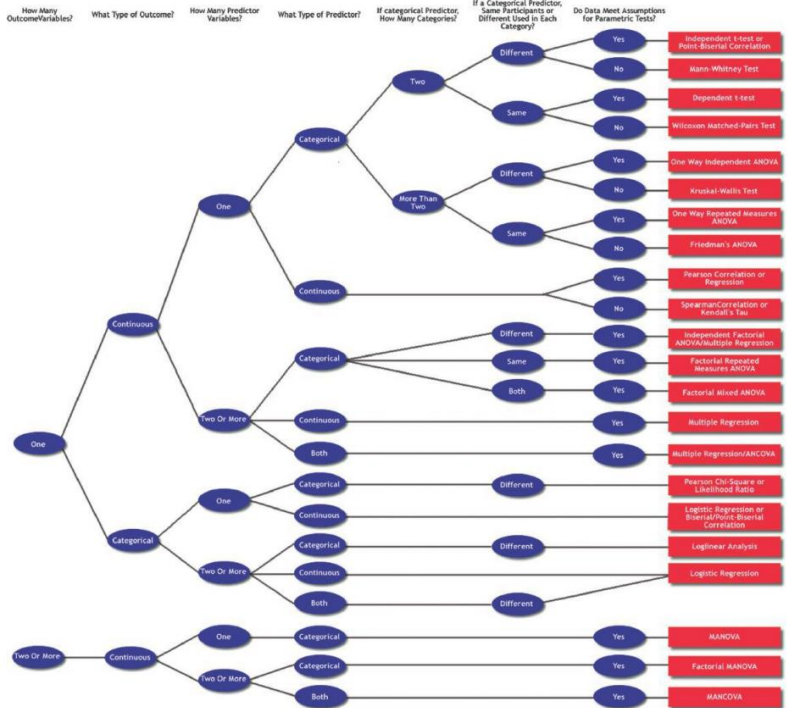 How Many
OutcomeVariables?
What Type of Outcome?
How Many Predictor
Variables?
What Type of Predictor?
If categorical Predictor,
How Many Categories?
If a Categorical Predictor,
Same Participants or
Different Used in Each
Category?
Do Data Meet Assumptions
for Parametric Tests?
Yes
Independent t-test or
Point-Biserial Correlation
Different
No
Mann-Whitney Test
Two
Yes
Dependent t-test
Same
No
Wilcoxon Matched-Pairs Test
Categorical
Yes
One Way Independent ANOVA
Different
No
Kruskal-Wallis Test
More Than
Two
One
Yes
One Way Repeated Measures
ANOVA
Same
No
Friedman's ANOVA
Continuous
Yes
Pearson Correlation or
Regression
No
SpearmanCorrelation or
Kendall's Tau
Continuous
Different
Yes
Independent Factorial
ANOVA/Multiple Regression
Categorical
Same
Yes
Factorial Repeated
Measures ANOVA
Both
Yes
Factorial Mixed ANOVA
Two Or More
Continuous
Yes
Multiple Regression
One
Both
Yes
Multiple Regression/ANCOVA
Categorical
Different
Pearson Chi-Square or
Likelihood Ratio
One
Continuous
Logistic Regression or
Biserial/Point-Biserial
Correlation
Categorical
Categorical
Different
Loglinear Analysis
Two Or More
Continuous
Logistic Regression
Both
Different
One
Categorical
Yes
MANOVA
Two Or More
Continuous
Categorical
Yes
Factorial MANOVA
Two Or More
Both
Yes
MANCOVA